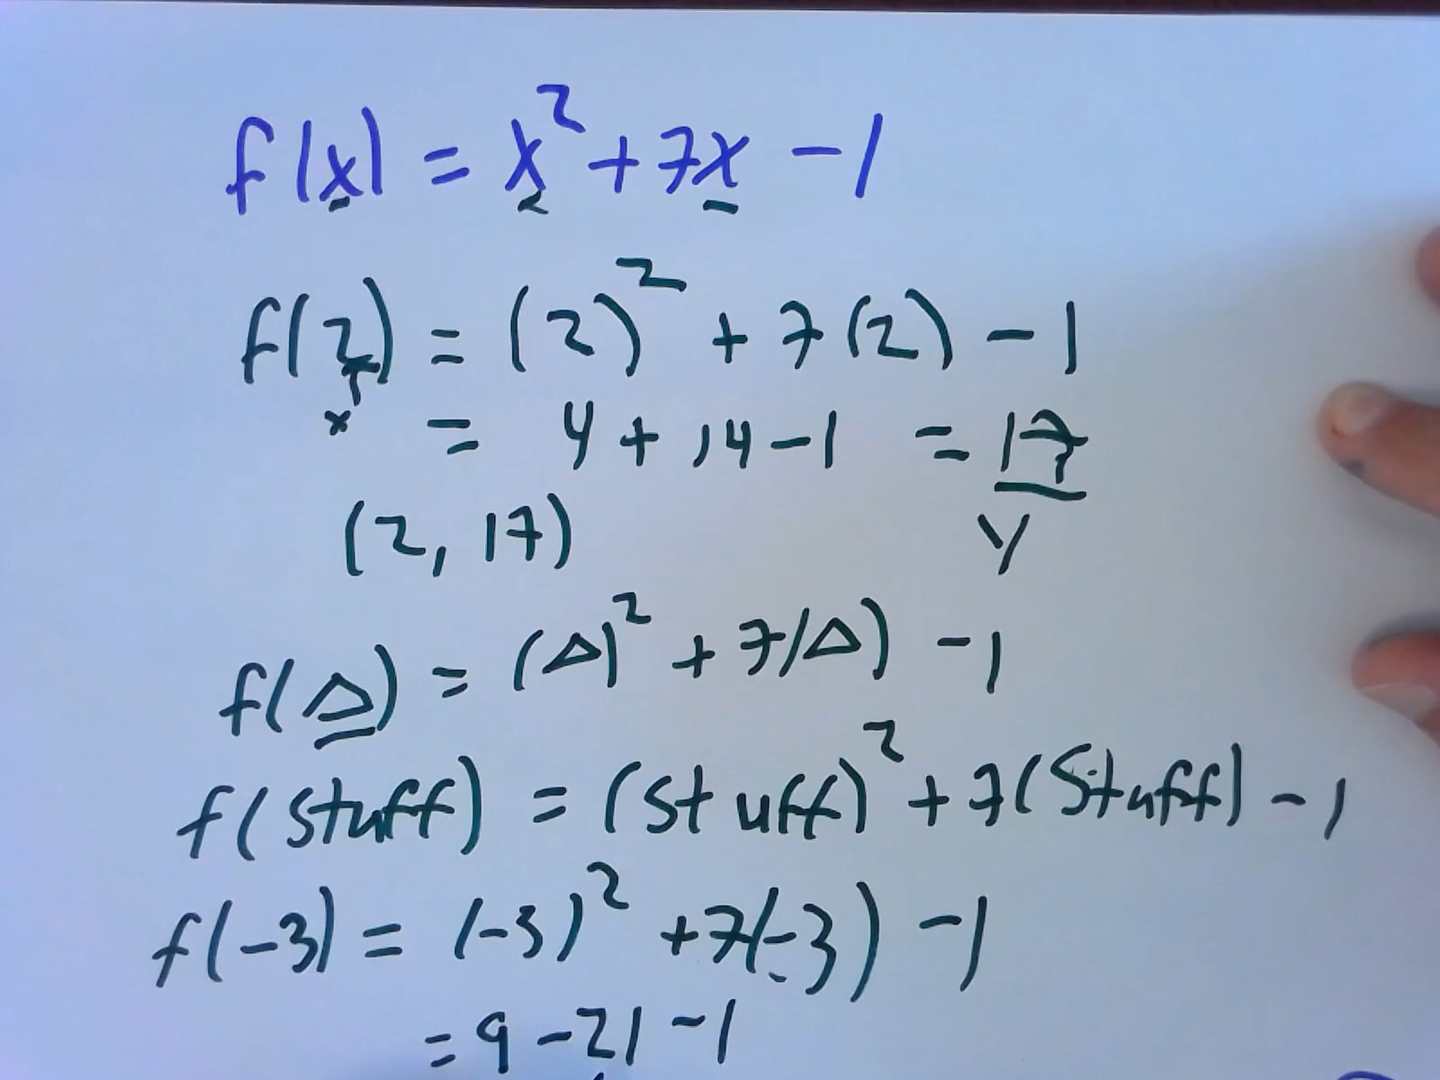 f(x) = x² + 7x - 1
f(2) = (2)² + 7(2) - 1
x = 4 + 14 - 1 = 17
(2, 17) y
f(△) = (△)² + 7(△) - 1
f(stuff) = (stuff)² + 7(stuff) - 1
f(-3) = (-3)² + 7(-3) - 1
= 9 - 21 - 1